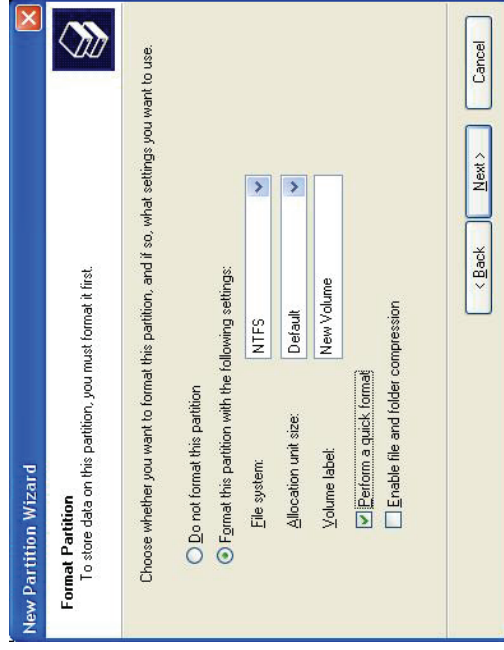 New Partition Wizard
Format Partition
To store data on this partition, you must format it first.
Choose whether you want to format this partition, and if so, what settings you want to use.
Do not format this partition
Format this partition with the following settings:
File system: NTFS
Allocation unit size: Default
Volume label: New Volume
Perform a quick format
Enable file and folder compression
< Back Next > Cancel